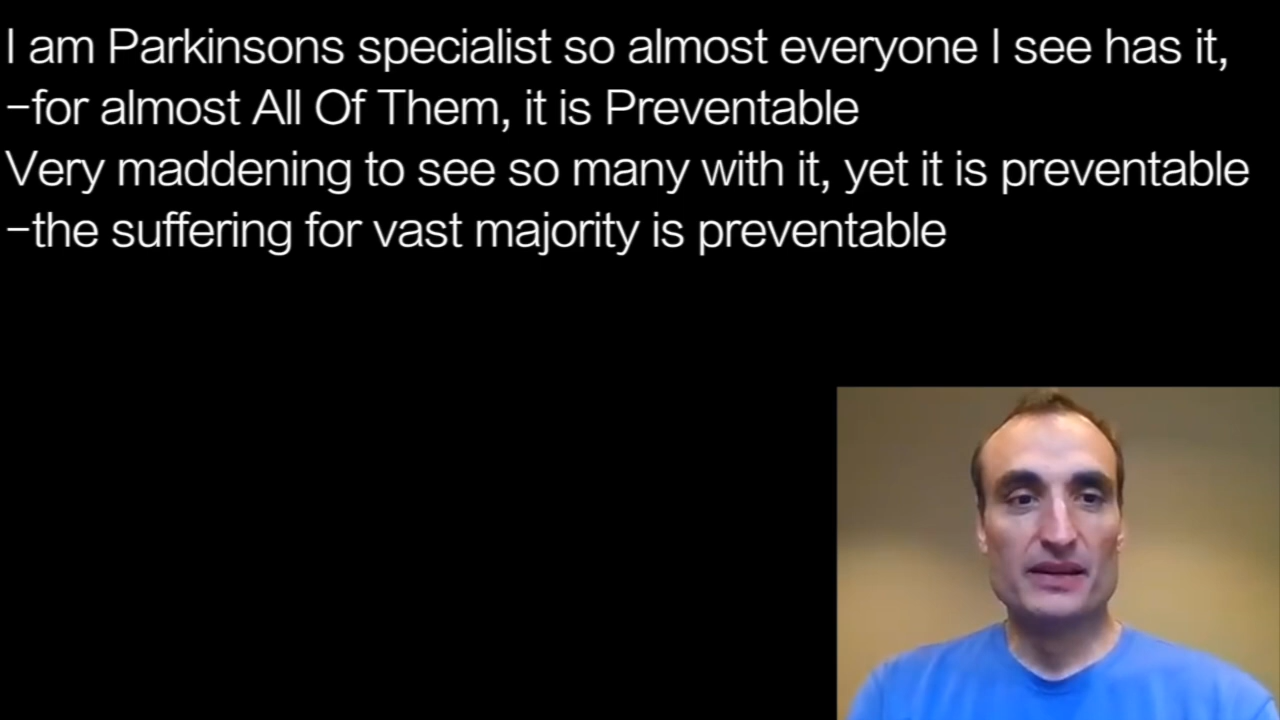 I am Parkinsons specialist so almost everyone I see has it,
-for almost All Of Them, it is Preventable
Very maddening to see so many with it, yet it is preventable
-the suffering for vast majority is preventable